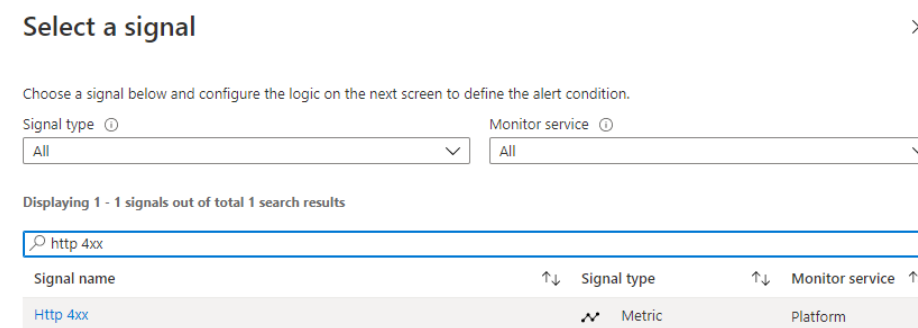 Select a signal
Choose a signal below and configure the logic on the next screen to define the alert condition.
Signal type Monitor service
All All
Displaying 1 - 1 signals out of total 1 search results
http 4xx
Signal name Signal type Monitor service
Http 4xx Metric Platform